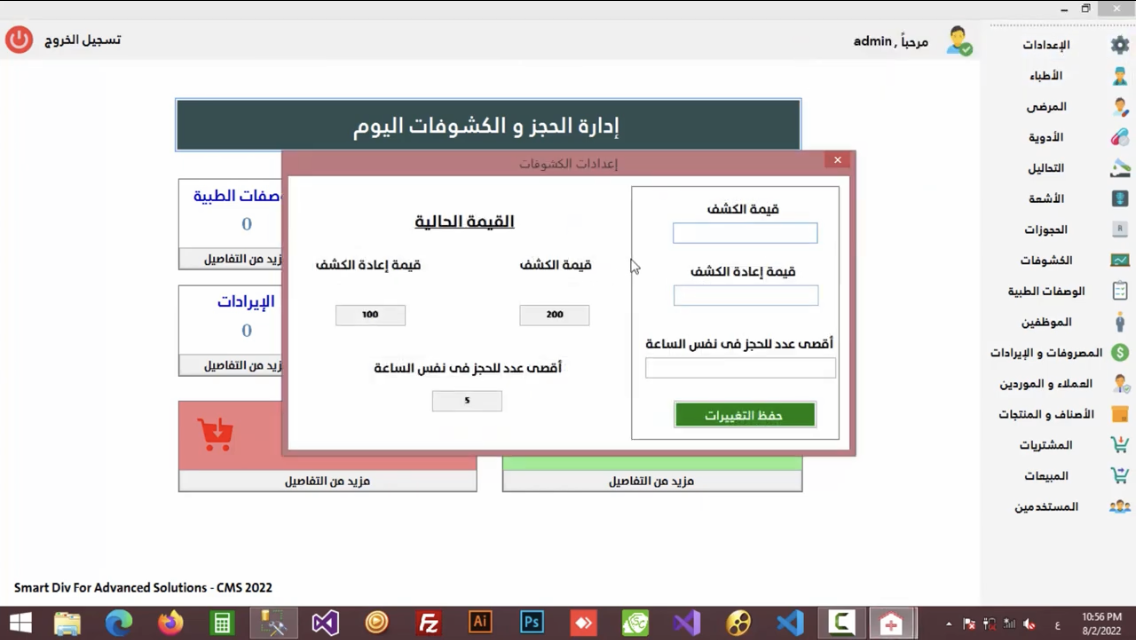 مرحباً , admin
تسجيل الخروج
الإعدادات
الأطباء
المرضى
الأدوية
التحاليل
الأشعة
الحجوزات
الكشوفات
الوصفات الطبية
الموظفين
المصروفات و الإيرادات
العملاء و الموردين
الأصناف و المنتجات
المشتريات
المبيعات
المستخدمين
إدارة الحجز و الكشوفات اليوم
الطبية
0
من التفاصيل
الإيرادات
0
من التفاصيل
إعدادات الكشوفات
قيمة الكشف
قيمة إعادة الكشف
أقصى عدد للحجز فى نفس الساعة
حفظ التغييرات
القيمة الحالية
قيمة الكشف
قيمة إعادة الكشف
200
100
أقصى عدد للحجز فى نفس الساعة
5
مزيد من التفاصيل
مزيد من التفاصيل
Smart Div For Advanced Solutions - CMS 2022
Fz
Ai
Ps
C
ع
10:56 PM
8/2/2022